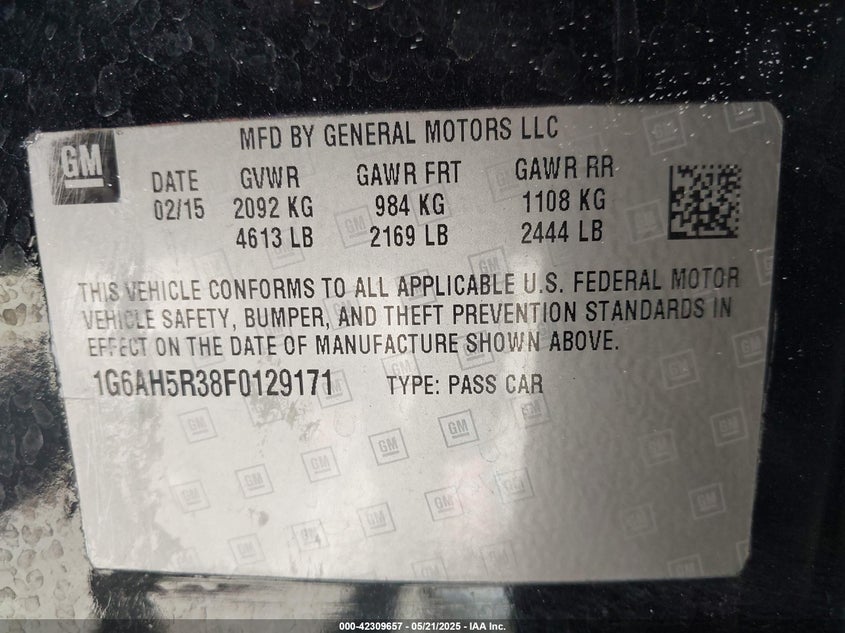 GM
MFD BY GENERAL MOTORS LLC
DATE GVWR GAWR FRT GAWR RR
02/15 2092 KG 984 KG 1108 KG
4613 LB 2169 LB 2444 LB
THIS VEHICLE CONFORMS TO ALL APPLICABLE U.S. FEDERAL MOTOR
VEHICLE SAFETY, BUMPER, AND THEFT PREVENTION STANDARDS IN
EFFECT ON THE DATE OF MANUFACTURE SHOWN ABOVE.
1G6AH5R38F0129171 TYPE: PASS CAR
000-42309657 - 05/21/2025 - IAA Inc.